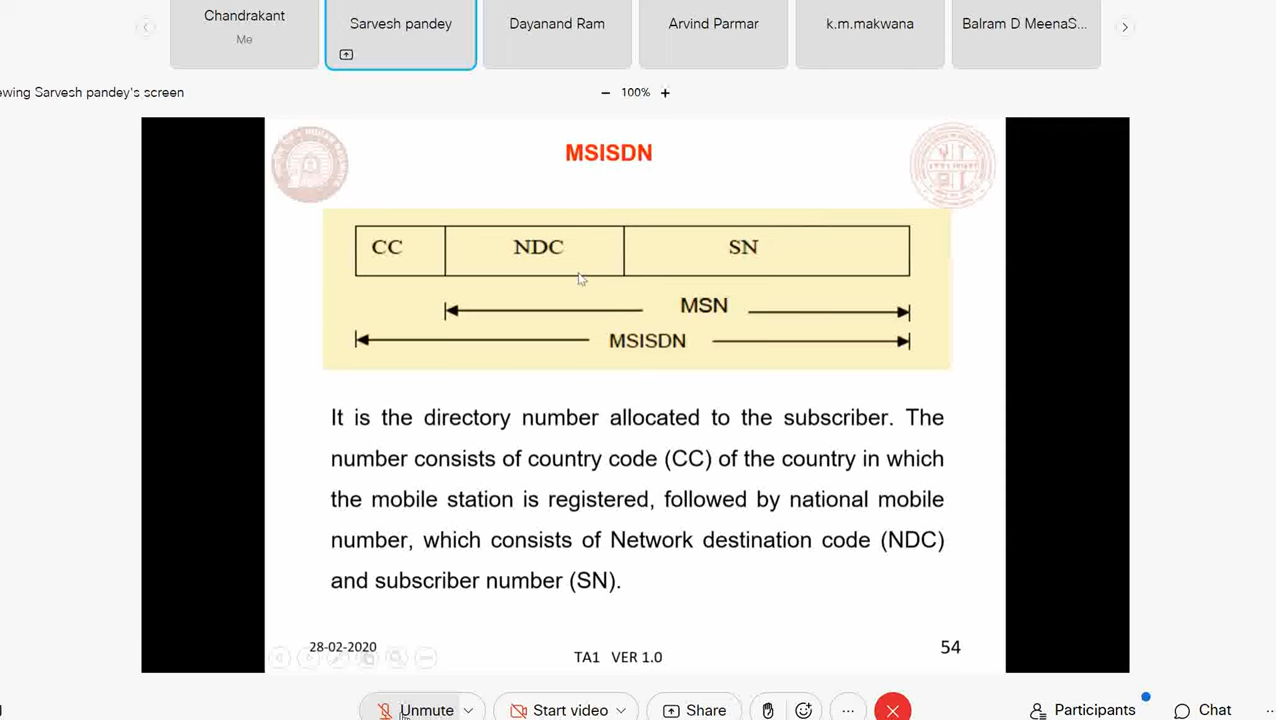 Chandrakant
Me
Sarvesh pandey
Dayanand Ram
Arvind Parmar
k.m.makwana
Balram D MeenaS...
ewing Sarvesh pandey's screen
100%
MSISDN
CC NDC SN
MSN
MSISDN
It is the directory number allocated to the subscriber. The
number consists of country code (CC) of the country in which
the mobile station is registered, followed by national mobile
number, which consists of Network destination code (NDC)
and subscriber number (SN).
28-02-2020
TA1 VER 1.0
54
Unmute
Start video
Share
Participants
Chat